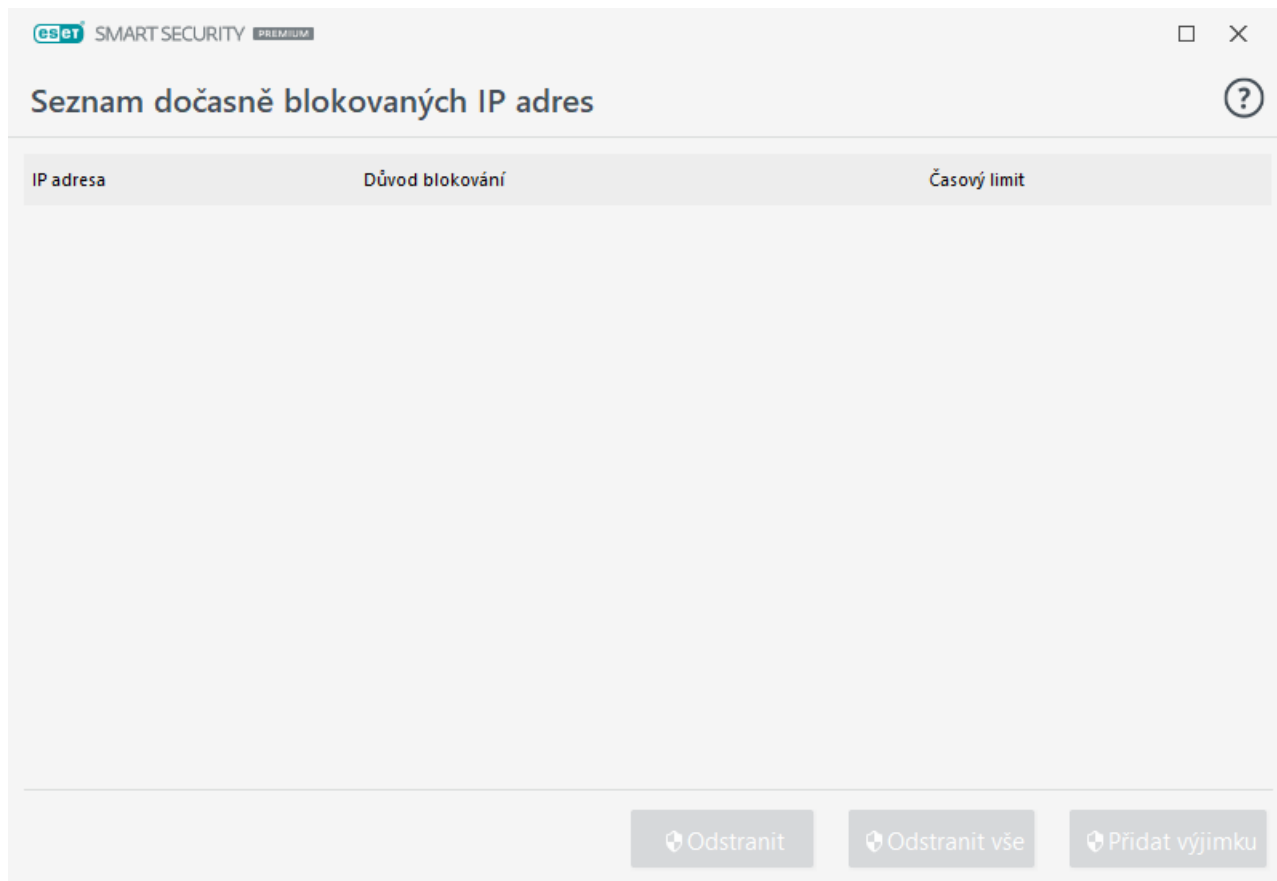 eset SMART SECURITY PREMIUM
Seznam dočasně blokovaných IP adres
?
IP adresa Důvod blokování Časový limit
Odstranit Odstranit vše Přidat výjimku